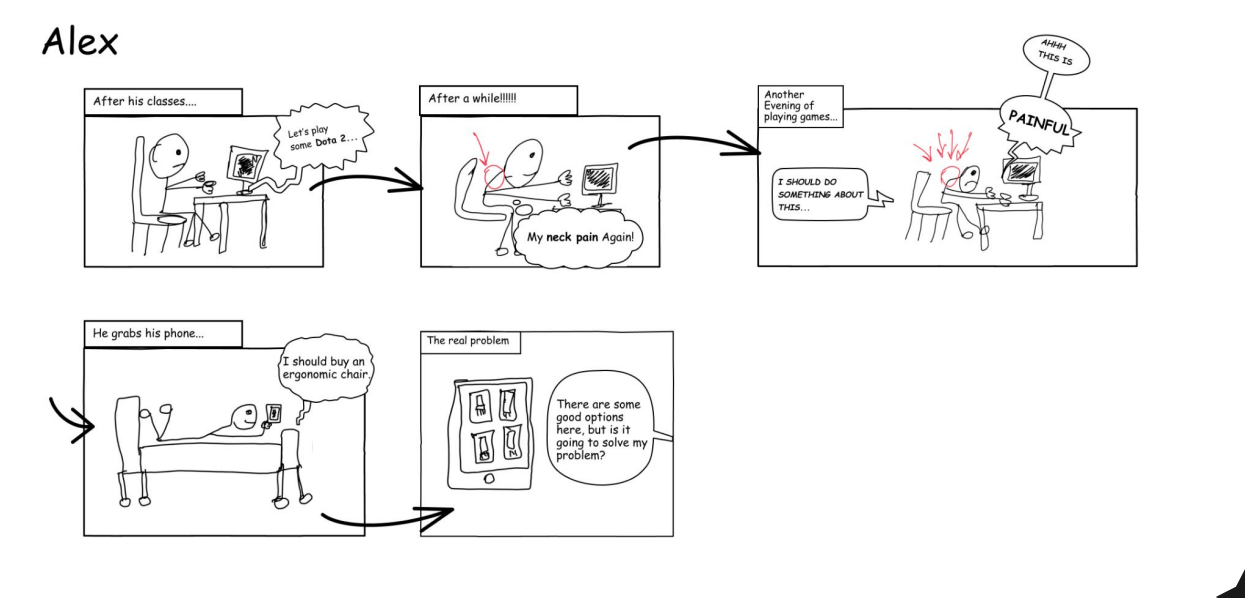 Alex
After his classes....
Let's play
some Dota 2...
After a while!!!!!!
My neck pain Again!
Another
Evening of
playing games...
AHHH
THIS IS
PAINFUL
I SHOULD DO
SOMETHING ABOUT
THIS...
He grabs his phone...
I should buy an
ergonomic chair.
The real problem
There are some
good options
here, but is it
going to solve my
problem?